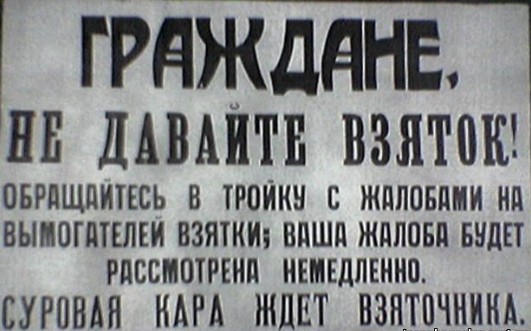 ГРАЖДАНЕ,
НЕ ДАВАЙТЕ ВЗЯТОК!
ОБРАЩАЙТЕСЬ В ТРОЙКУ С ЖАЛОБАМИ НА
ВЫМОГАТЕЛЕЙ ВЗЯТКИ; ВАША ЖАЛОБА БУДЕТ
РАССМОТРЕНА НЕМЕДЛЕННО.
СУРОВАЯ КАРА ЖДЕТ ВЗЯТОЧНИКА.